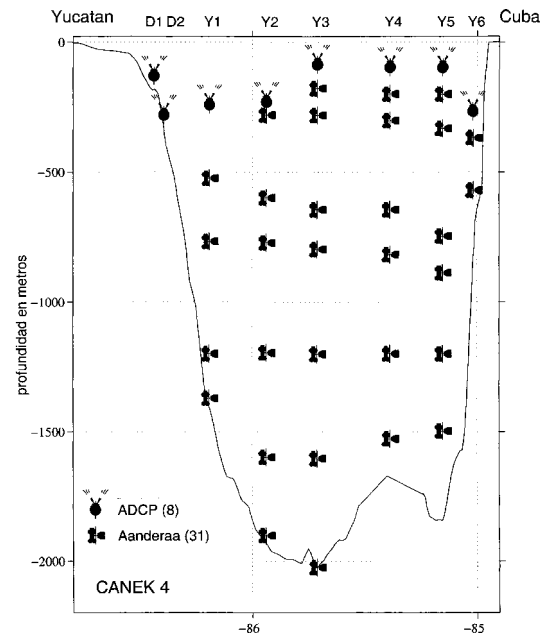 Yucatan D1 D2 Y1 Y2 Y3 Y4 Y5 Y6 Cuba
0
−500
−1000
−1500
−2000
profundidad en metros
ADCP (8)
Aanderaa (31)
CANEK 4
−86 −85